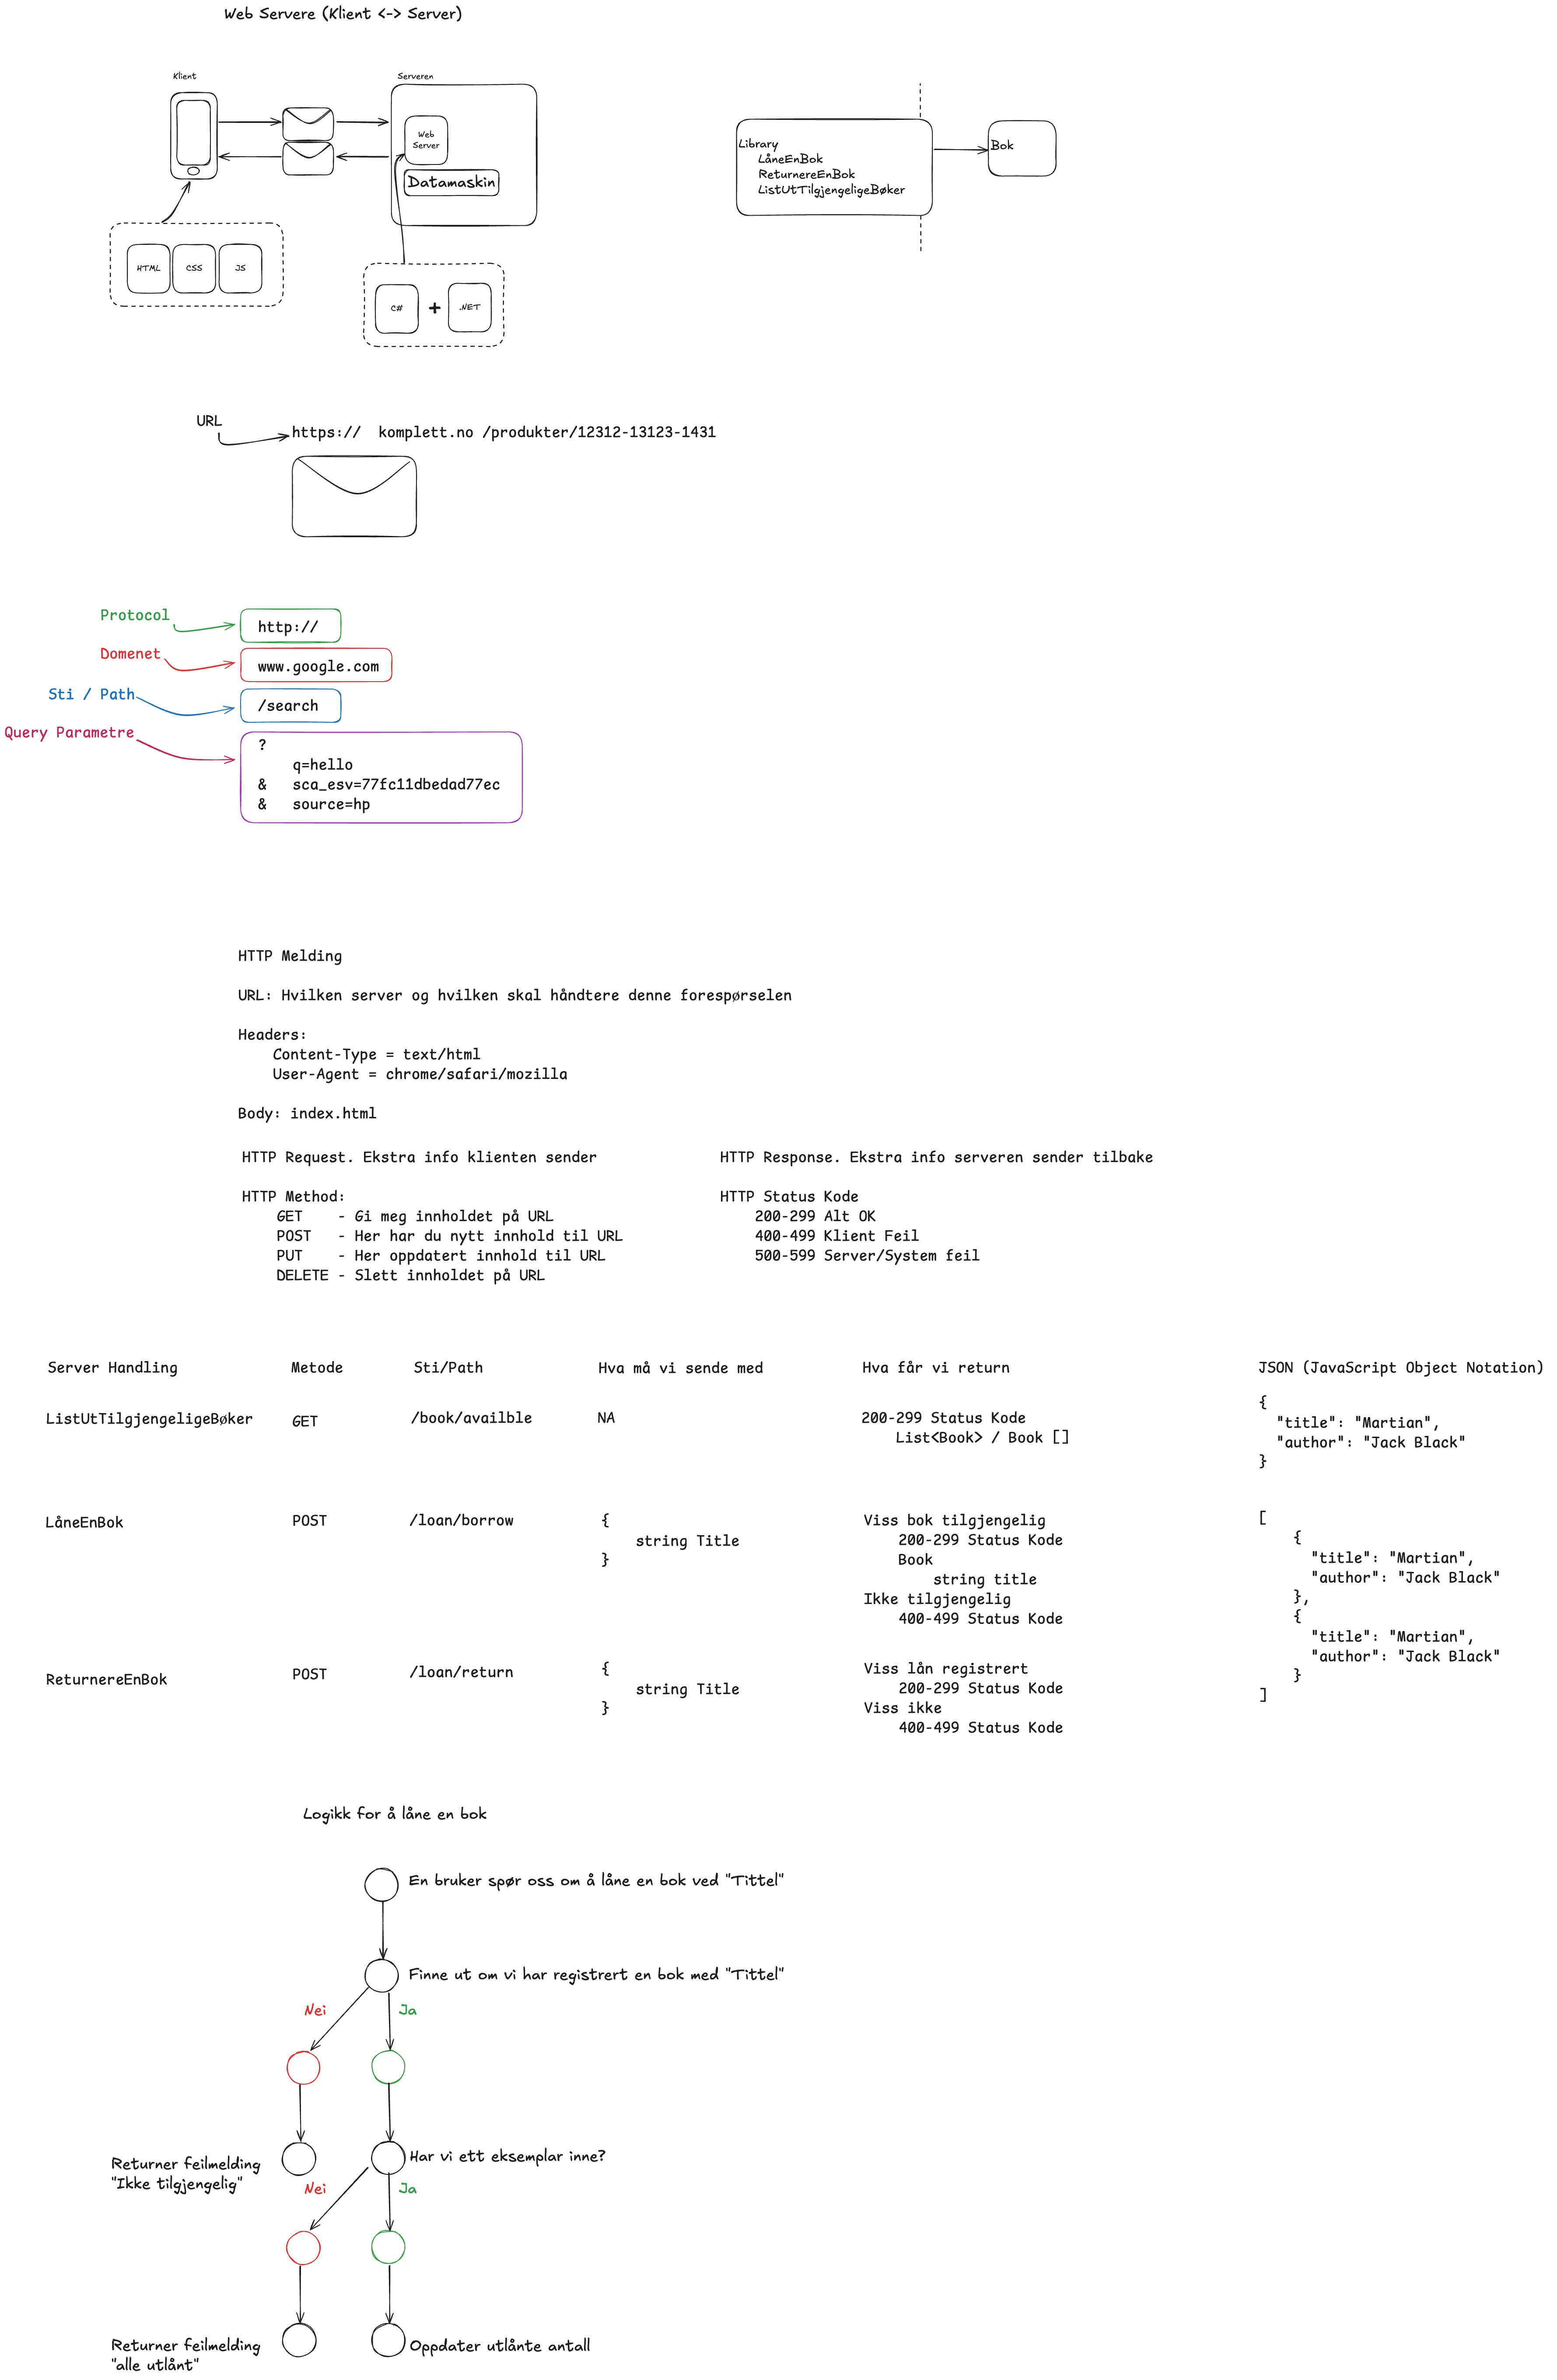 Web Servere (Klient <-> Server)
Klient
Serveren
Web
Server
Datamaskin
HTML
CSS
JS
C#
+
.NET
Library
LåneEnBok
ReturnereEnBok
ListUtTilgjengeligeBøker
Bok
URL
https://  komplett.no /produkter/12312-13123-1431
Protocol
http://
Domenet
www.google.com
Sti / Path
/search
Query Parametre
?
q=hello
& sca_esv=77fc11dbedad77ec
& source=hp
HTTP Melding
URL: Hvilken server og hvilken skal håndtere denne forespørselen
Headers:
Content-Type = text/html
User-Agent = chrome/safari/mozilla
Body: index.html
HTTP Request. Ekstra info klienten sender
HTTP Method:
GET - Gi meg innholdet på URL
POST - Her har du nytt innhold til URL
PUT - Her oppdatert innhold til URL
DELETE - Slett innholdet på URL
HTTP Response. Ekstra info serveren sender tilbake
HTTP Status Kode
200-299 Alt OK
400-499 Klient Feil
500-599 Server/System feil
Server Handling
Metode
Sti/Path
Hva må vi sende med
Hva får vi return
ListUtTilgjengeligeBøker
GET
/book/availble
NA
200-299 Status Kode
List<Book> / Book []
LåneEnBok
POST
/loan/borrow
{
string Title
}
Viss bok tilgjengelig
200-299 Status Kode
Book
string title
Ikke tilgjengelig
400-499 Status Kode
ReturnereEnBok
POST
/loan/return
{
string Title
}
Viss lån registrert
200-299 Status Kode
Viss ikke
400-499 Status Kode
JSON (JavaScript Object Notation)
{
"title": "Martian",
"author": "Jack Black"
}
[
{
"title": "Martian",
"author": "Jack Black"
},
{
"title": "Martian",
"author": "Jack Black"
}
]
Logikk for å låne en bok
En bruker spør oss om å låne en bok ved "Tittel"
Finne ut om vi har registrert en bok med "Tittel"
Nei
Ja
Returner feilmelding
"Ikke tilgjengelig"
Har vi ett eksemplar inne?
Nei
Ja
Returner feilmelding
"alle utlånt"
Oppdater utlånte antall